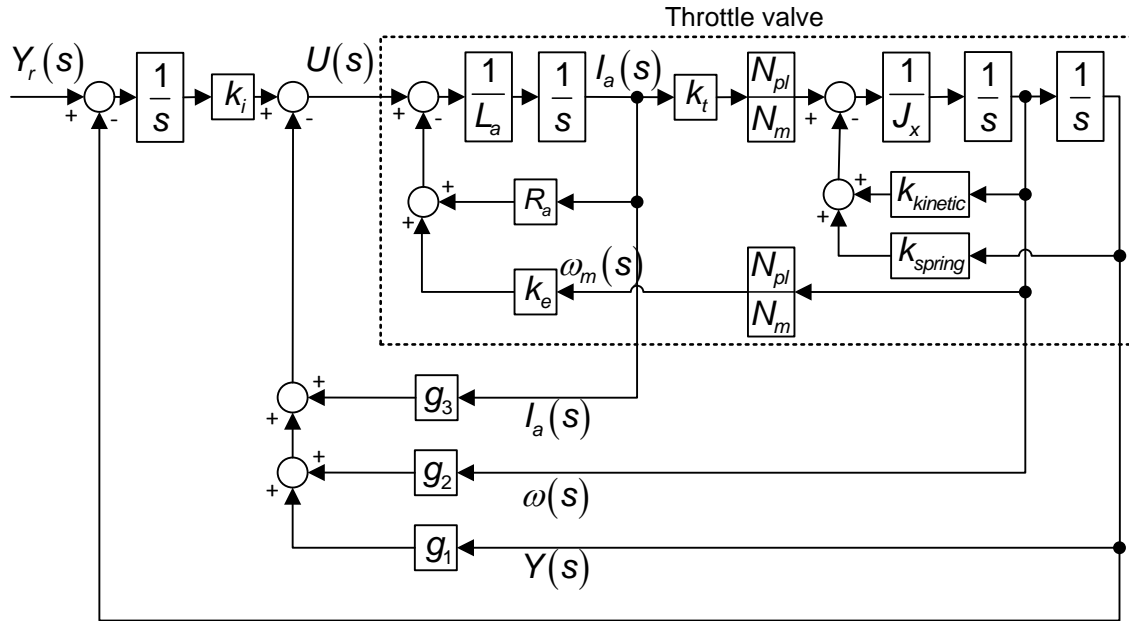 Throttle valve
Y_r(s)
+
-
1/s
k_i
+
-
U(s)
+
-
1/L_a
1/s
I_a(s)
k_t
N_pl/N_m
+
-
1/J_x
1/s
1/s
+
+
R_a
+
+
k_kinetic
k_spring
k_e
ω_m(s)
N_pl/N_m
+
+
g_3
I_a(s)
+
+
g_2
ω(s)
g_1
Y(s)